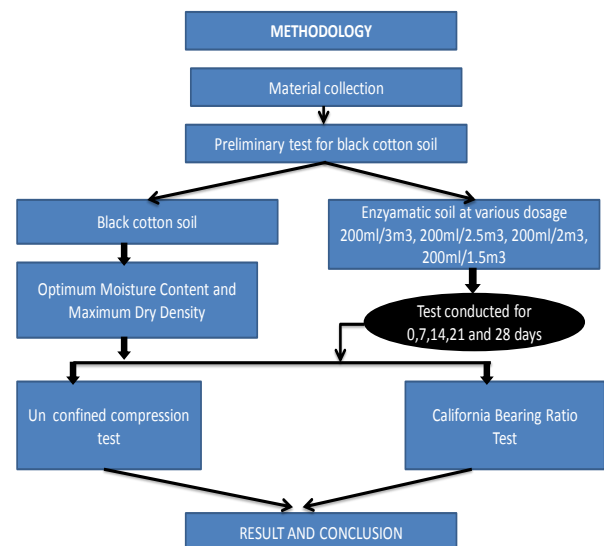 METHODOLOGY
Material collection
Preliminary test for black cotton soil
Black cotton soil
Enzyamatic soil at various dosage
200ml/3m3, 200ml/2.5m3, 200ml/2m3,
200ml/1.5m3
Optimum Moisture Content and
Maximum Dry Density
Test conducted for
0,7,14,21 and 28 days
Un confined compression
test
California Bearing Ratio
Test
RESULT AND CONCLUSION